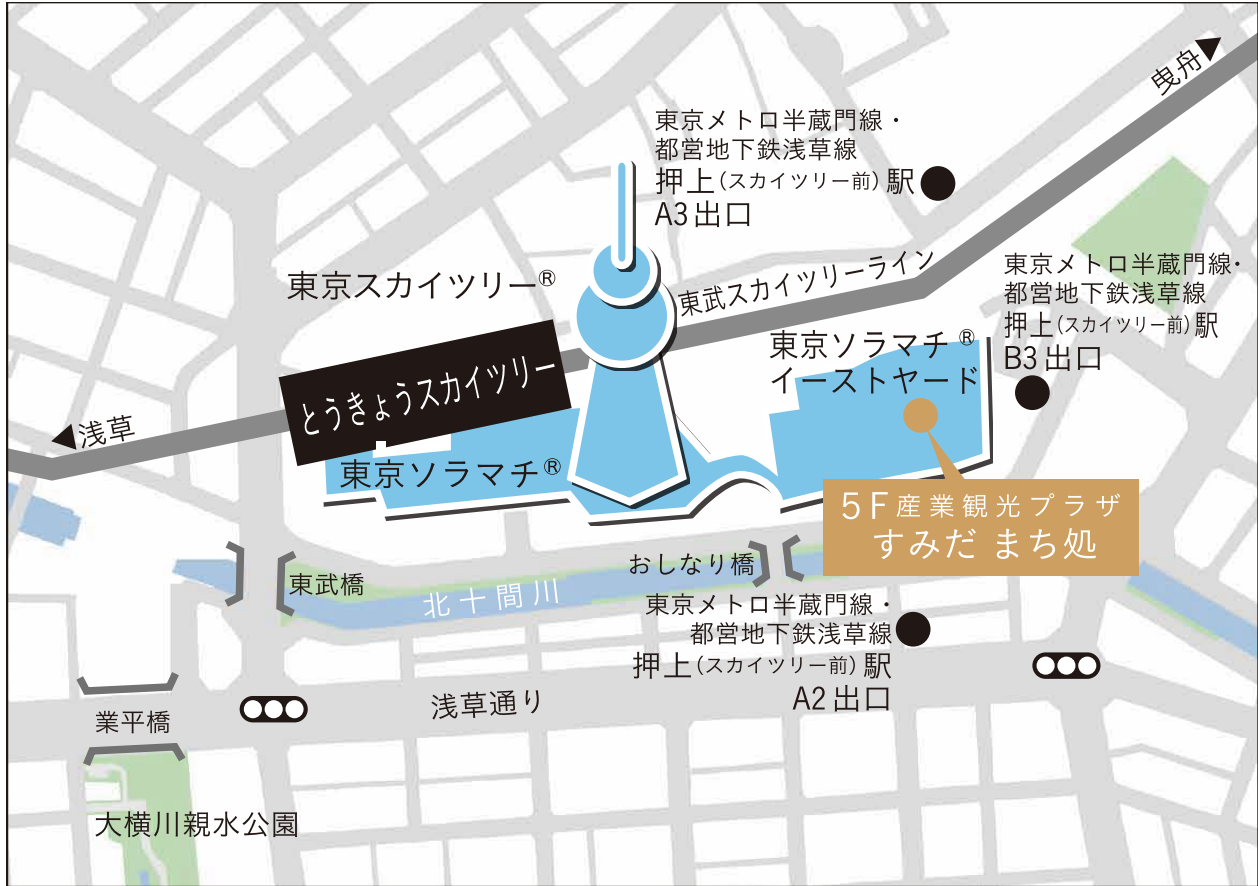 曳舟
東京メトロ半蔵門線・
都営地下鉄浅草線
押上(スカイツリー前)駅
A3出口
東京スカイツリー®
東武スカイツリーライン
東京メトロ半蔵門線・
都営地下鉄浅草線
押上(スカイツリー前)駅
B3出口
東京ソラマチ®
イーストヤード
とうきょうスカイツリー
浅草
東京ソラマチ®
5F産業観光プラザ
すみだ まち処
おしなり橋
東武橋
北十間川
東京メトロ半蔵門線・
都営地下鉄浅草線
押上(スカイツリー前)駅
A2出口
浅草通り
業平橋
大横川親水公園